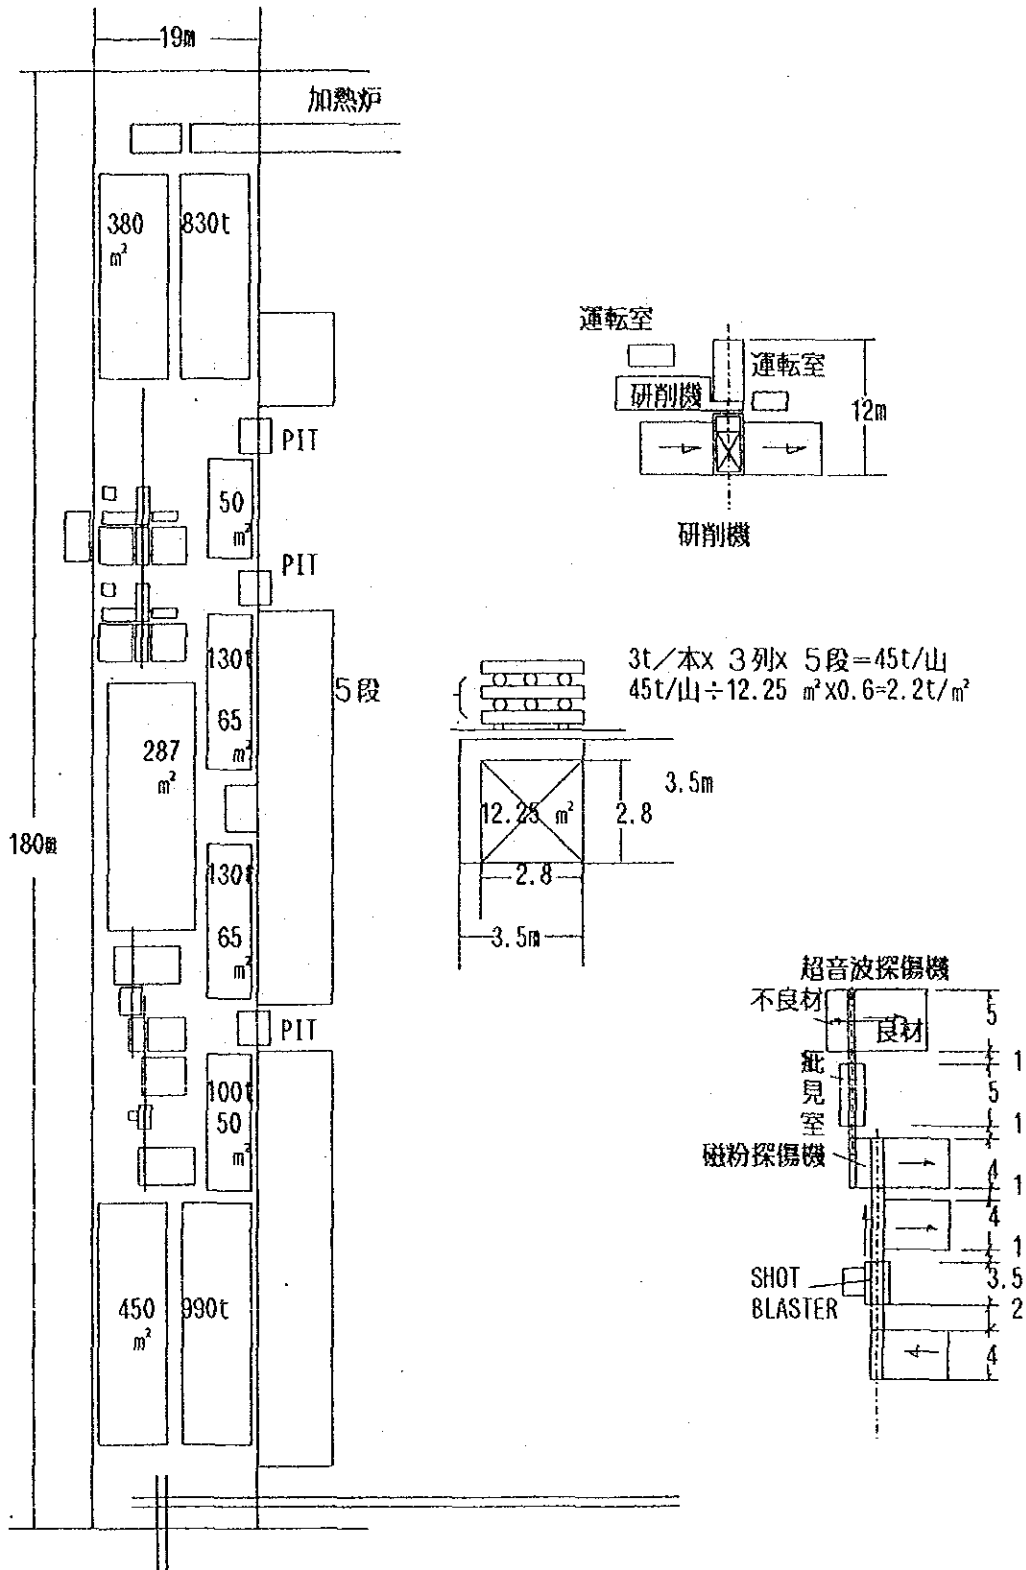 19m
加熱炉
380
m²
830t
PIT
50
m²
PIT
130t
65
m²
5段
287
m²
180m
130t
65
m²
PIT
100t
50
m²
450
m²
990t
運転室
運転室
研削機
12m
研削機
3t/本x 3列x 5段=45t/山
45t/山÷12.25 m²x0.6=2.2t/m²
3.5m
12.25 m²
2.8
2.8
3.5m
超音波探傷機
不良材
良材
5
1
疵見室
5
1
磁粉探傷機
4
1
4
1
SHOT
BLASTER
3.5
2
4